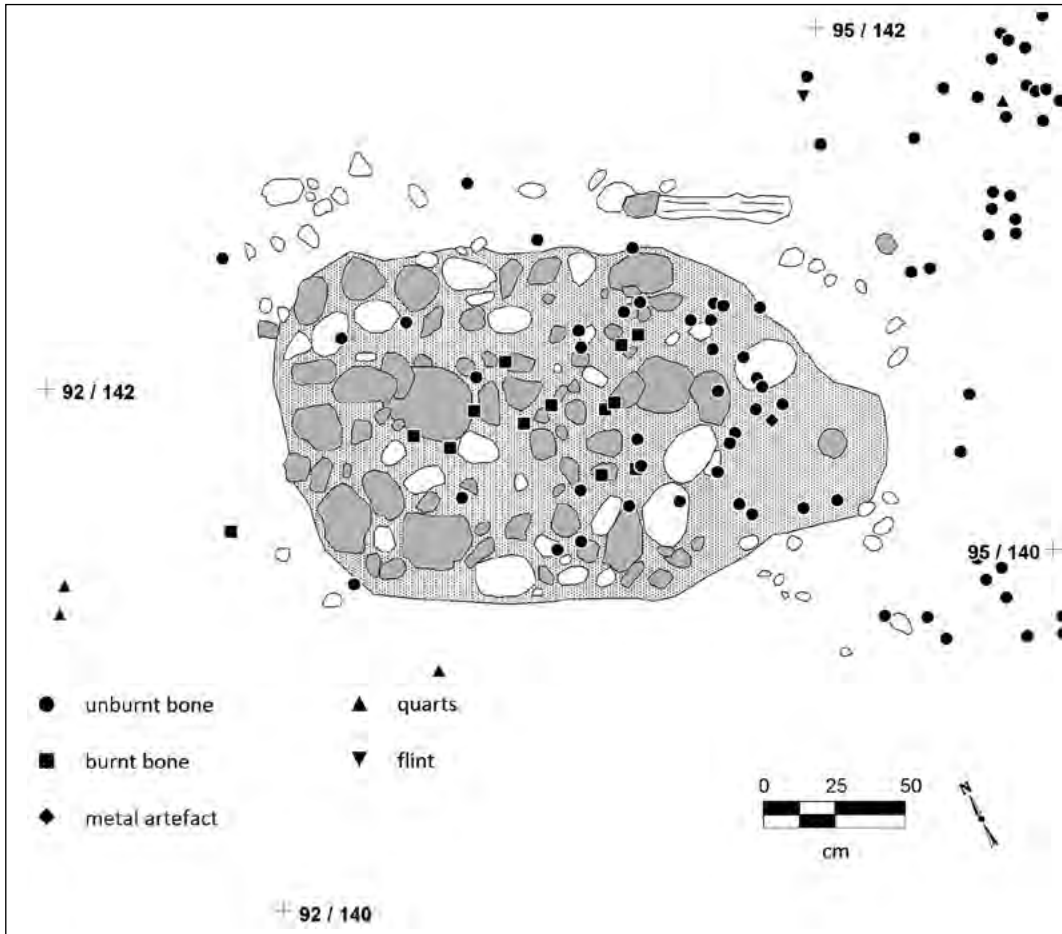 95 / 142
92 / 142
95 / 140
unburnt bone
burnt bone
metal artefact
quarts
flint
0 25 50
cm
N
92 / 140